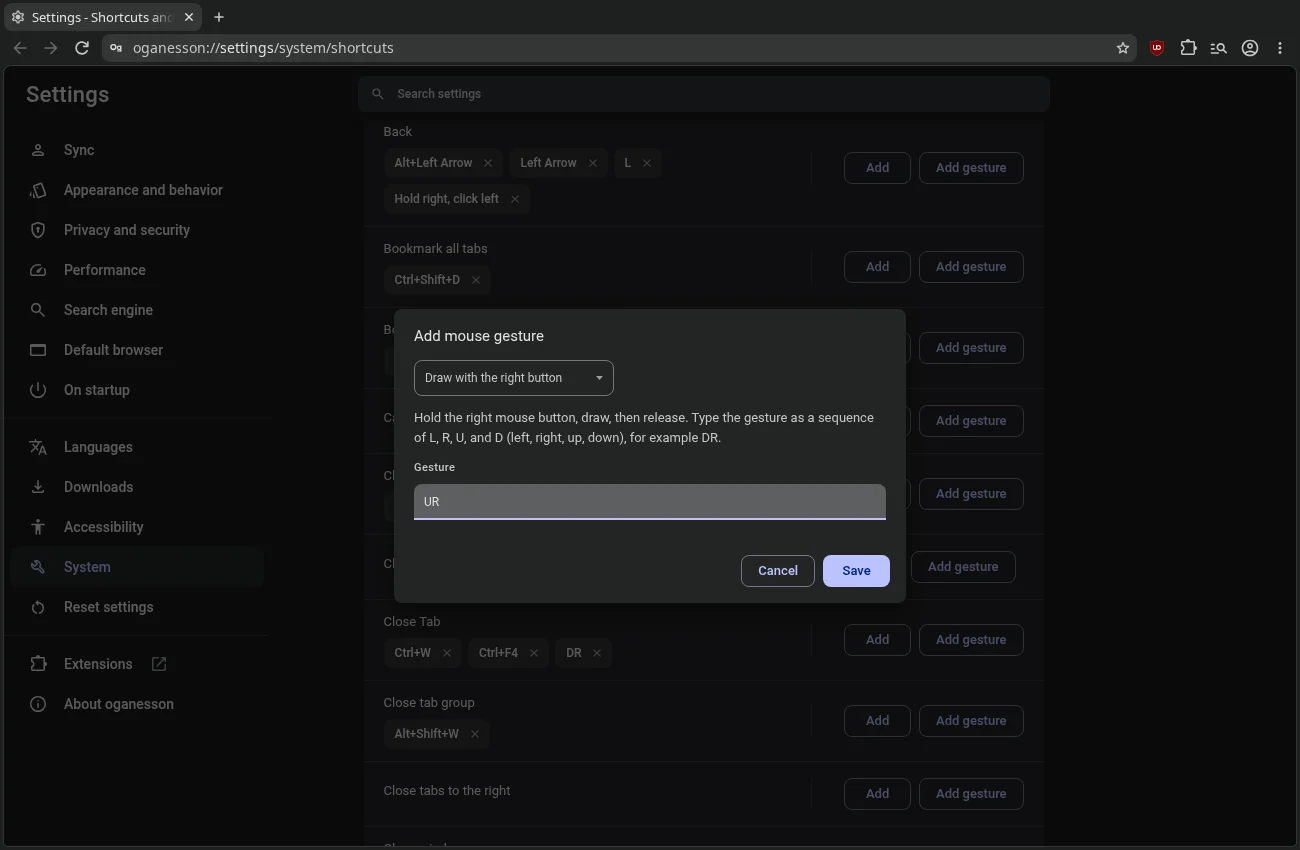 Settings - Shortcuts and
oganesson://settings/system/shortcuts
Settings
Search settings
Sync
Appearance and behavior
Privacy and security
Performance
Search engine
Default browser
On startup
Languages
Downloads
Accessibility
System
Reset settings
Extensions
About oganesson
Back
Alt+Left Arrow Left Arrow L
Hold right, click left
Add Add gesture
Bookmark all tabs
Ctrl+Shift+D
Add Add gesture
Add gesture
Add gesture
Add gesture
Add gesture
Add mouse gesture
Draw with the right button
Hold the right mouse button, draw, then release. Type the gesture as a sequence
of L, R, U, and D (left, right, up, down), for example DR.
Gesture
UR
Cancel Save
Close Tab
Ctrl+W Ctrl+F4 DR
Add Add gesture
Close tab group
Alt+Shift+W
Add Add gesture
Close tabs to the right
Add Add gesture